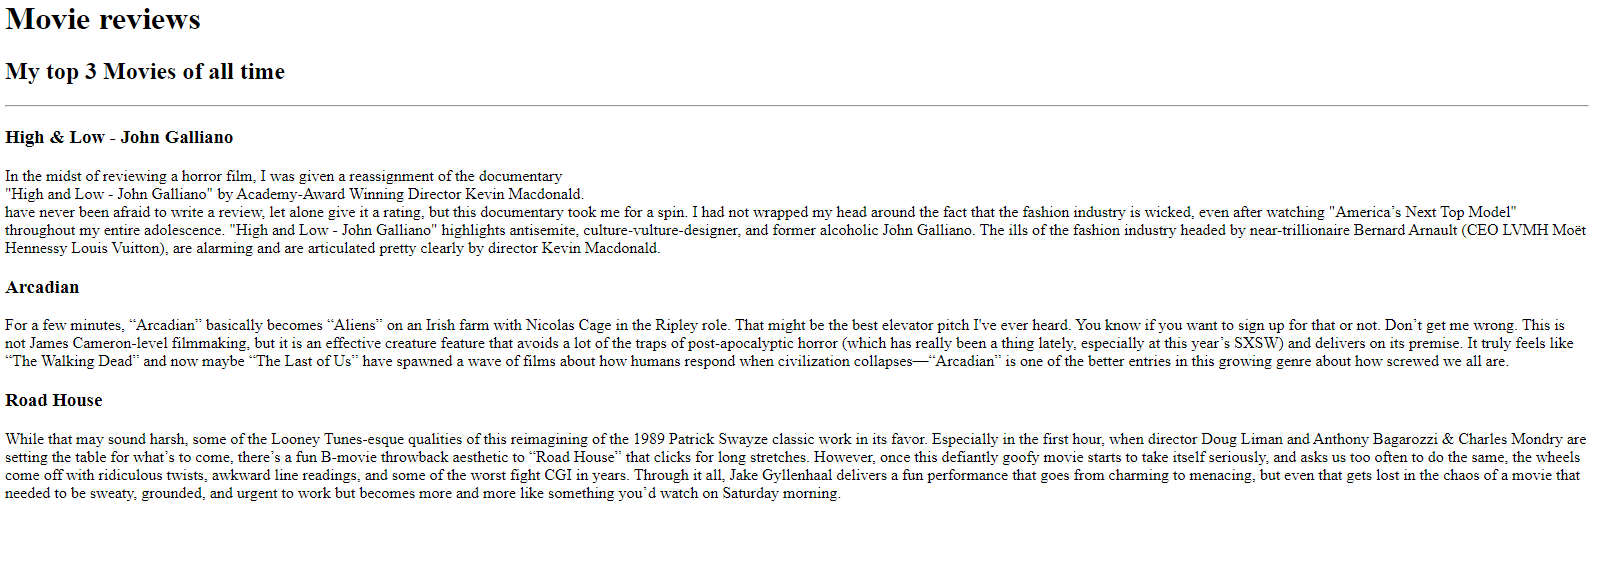 Movie reviews
My top 3 Movies of all time
High & Low - John Galliano
In the midst of reviewing a horror film, I was given a reassignment of the documentary
"High and Low - John Galliano" by Academy-Award Winning Director Kevin Macdonald.
have never been afraid to write a review, let alone give it a rating, but this documentary took me for a spin. I had not wrapped my head around the fact that the fashion industry is wicked, even after watching "America’s Next Top Model"
throughout my entire adolescence. "High and Low - John Galliano" highlights antisemite, culture-vulture-designer, and former alcoholic John Galliano. The ills of the fashion industry headed by near-trillionaire Bernard Arnault (CEO LVMH Moët
Hennessy Louis Vuitton), are alarming and are articulated pretty clearly by director Kevin Macdonald.
Arcadian
For a few minutes, “Arcadian” basically becomes “Aliens” on an Irish farm with Nicolas Cage in the Ripley role. That might be the best elevator pitch I've ever heard. You know if you want to sign up for that or not. Don’t get me wrong. This is
not James Cameron-level filmmaking, but it is an effective creature feature that avoids a lot of the traps of post-apocalyptic horror (which has really been a thing lately, especially at this year’s SXSW) and delivers on its premise. It truly feels like
“The Walking Dead” and now maybe “The Last of Us” have spawned a wave of films about how humans respond when civilization collapses—“Arcadian” is one of the better entries in this growing genre about how screwed we all are.
Road House
While that may sound harsh, some of the Looney Tunes-esque qualities of this reimagining of the 1989 Patrick Swayze classic work in its favor. Especially in the first hour, when director Doug Liman and Anthony Bagarozzi & Charles Mondry are
setting the table for what’s to come, there’s a fun B-movie throwback aesthetic to “Road House” that clicks for long stretches. However, once this defiantly goofy movie starts to take itself seriously, and asks us too often to do the same, the wheels
come off with ridiculous twists, awkward line readings, and some of the worst fight CGI in years. Through it all, Jake Gyllenhaal delivers a fun performance that goes from charming to menacing, but even that gets lost in the chaos of a movie that
needed to be sweaty, grounded, and urgent to work but becomes more and more like something you’d watch on Saturday morning.